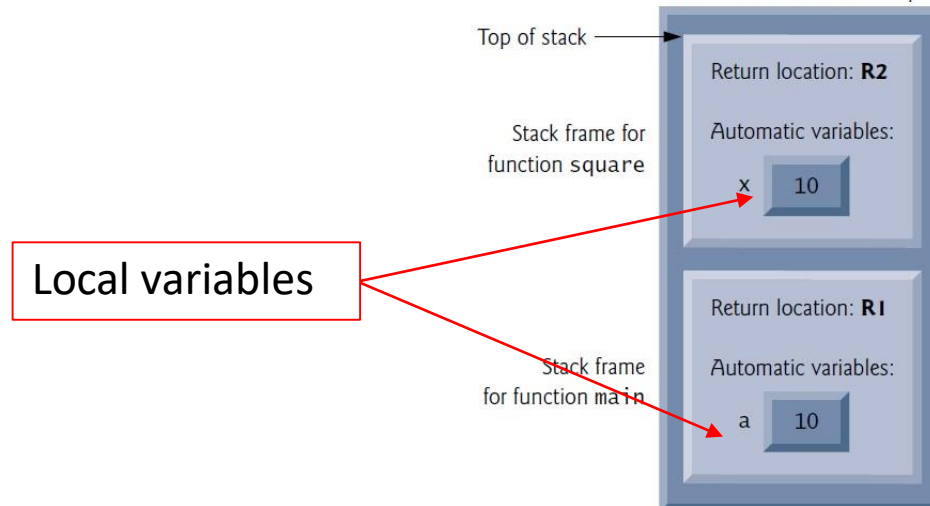 Top of stack
Return location: R2
Stack frame for
function square
Automatic variables:
x 10
Local variables
Return location: R1
Stack frame
for function main
Automatic variables:
a 10